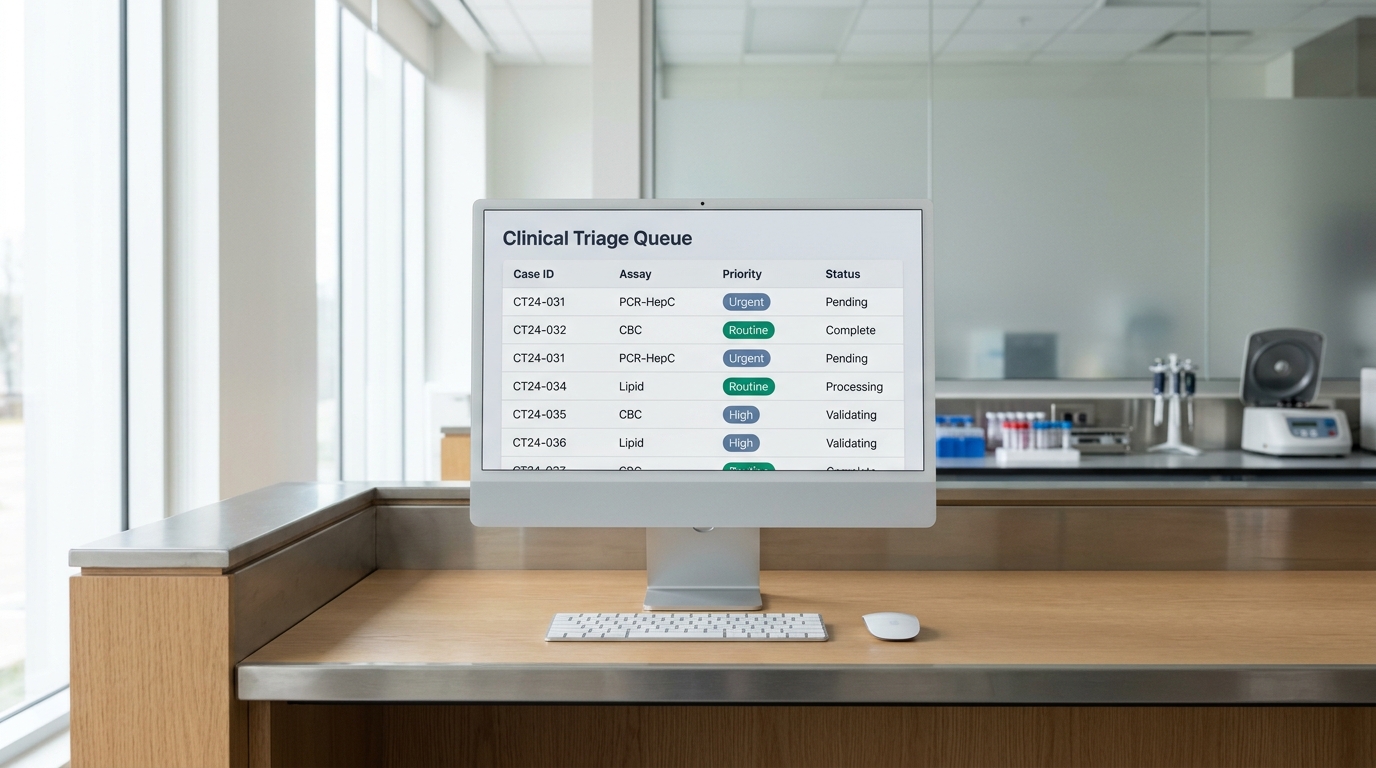 Clinical Triage Queue
Case ID Assay Priority Status
CT24-031 PCR-HepC Urgent Pending
CT24-032 CBC Routine Complete
CT24-031 PCR-HepC Urgent Pending
CT24-034 Lipid Routine Processing
CT24-035 CBC High Validating
CT24-036 Lipid High Validating